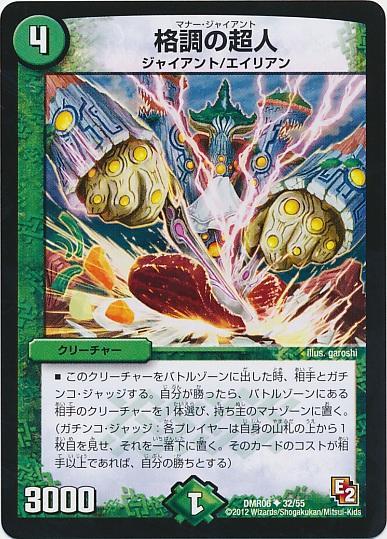 4
マナー・ジャイアント
格調の超人
ジャイアント/エイリアン
illus. garoshi
クリーチャー
■ このクリーチャーをバトルゾーンに出した時、相手とガチ
ンコ・ジャッジする。自分が勝ったら、バトルゾーンにある
相手のクリーチャーを1体選び、持ち主のマナゾーンに置く。
(ガチンコ・ジャッジ:各プレイヤーは自身の山札の上から1
枚目を見せ、それを一番下に置く。そのカードのコストが相
手以上であれば、自分の勝ちとする)
3000
1
E2
DMR06 ◆ 32/55
©2012 Wizards/Shogakukan/Mitsui-Kids